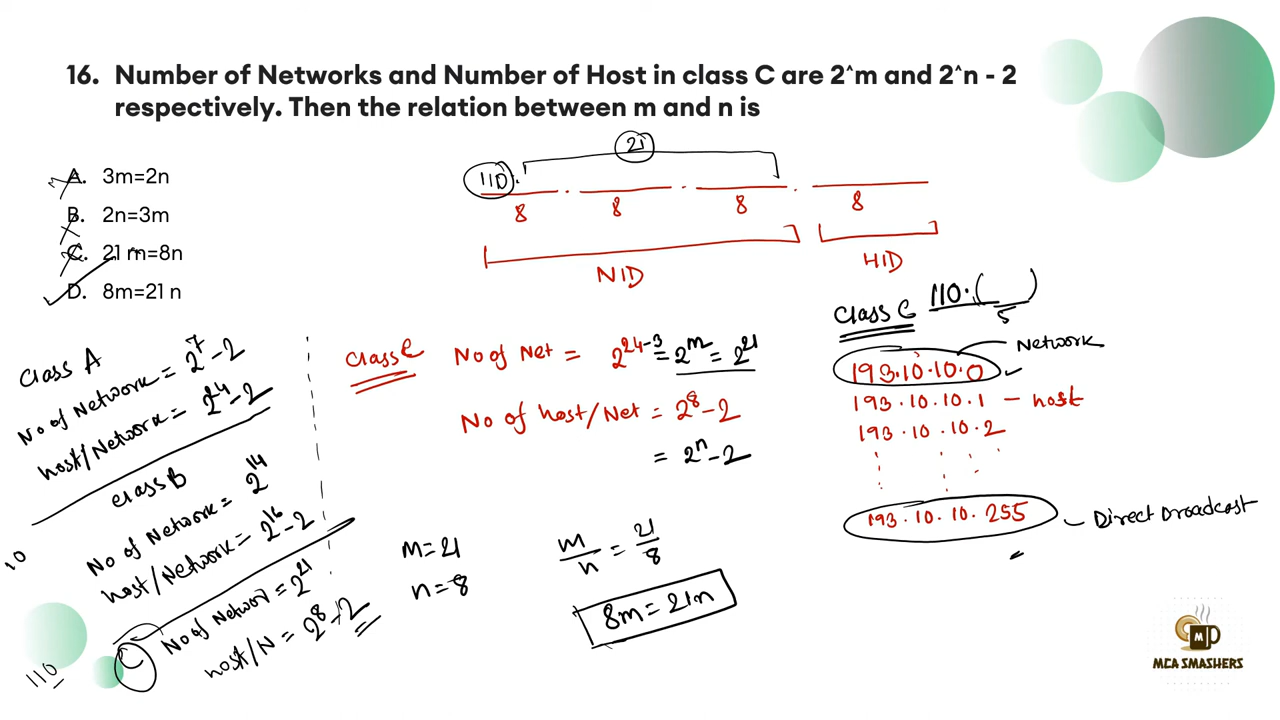 16. Number of Networks and Number of Host in class C are 2^m and 2^n - 2
respectively. Then the relation between m and n is
A. 3m=2n
B. 2n=3m
C. 21 m=8n
D. 8m=21 n
21
110
8 8 8 8
NID HID
class A
No of Network = 2^7 - 2
host/Network = 2^24 - 2
class B
No of Network = 2^14
host/Network = 2^16 - 2
10
No of Network = 2^21
host/N = 2^8 - 2
C
110
class C
No of Net = 2^24-3 = 2^m = 2^21
No of host/Net = 2^8 - 2
= 2^n - 2
m = 21
n = 8
m/n = 21/8
8m = 21n
class C 110.( )
5
193.10.10.0 Network
193.10.10.1 - host
193.10.10.2
193.10.10.255 - Direct Broadcast
M P
MCA SMASHERS